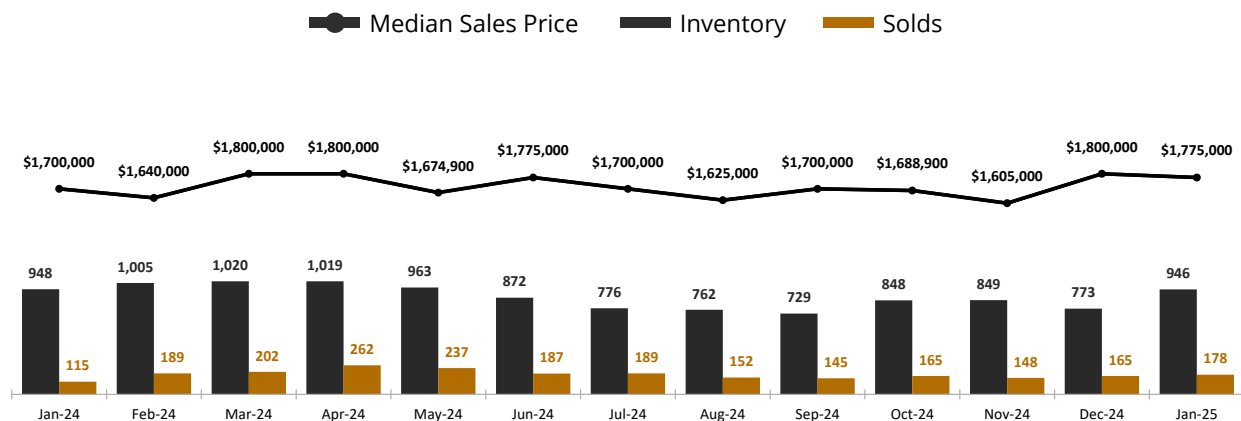 Median Sales Price Inventory Solds
$1,700,000 $1,640,000 $1,800,000 $1,800,000 $1,674,900 $1,775,000 $1,700,000 $1,625,000 $1,700,000 $1,688,900 $1,605,000 $1,800,000 $1,775,000
948 1,005 1,020 1,019 963 872 776 762 729 848 849 773 946
115 189 202 262 237 187 189 152 145 165 148 165 178
Jan-24 Feb-24 Mar-24 Apr-24 May-24 Jun-24 Jul-24 Aug-24 Sep-24 Oct-24 Nov-24 Dec-24 Jan-25